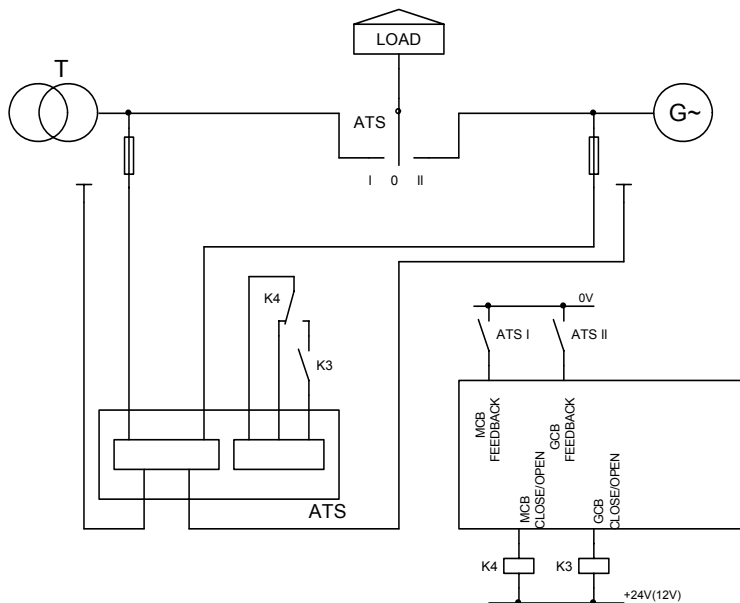 LOAD
T
G~
ATS
I 0 II
K4
0V
ATS I
ATS II
K3
MCB
FEEDBACK
GCB
FEEDBACK
MCB
CLOSE/OPEN
GCB
CLOSE/OPEN
ATS
K4
K3
+24V(12V)